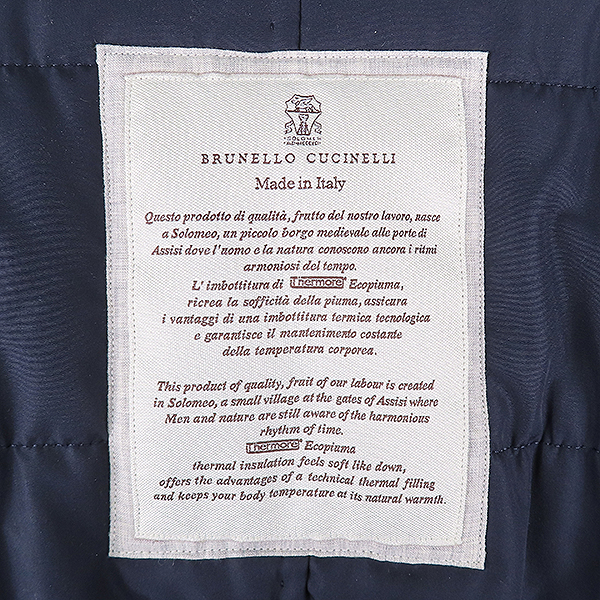 SOLOMEO
BRUNELLO CUCINELLI
Made in Italy
Questo prodotto di qualità, frutto del nostro lavoro, nasce
a Solomeo, un piccolo borgo medievale alle porte di
Assisi dove l'uomo e la natura conoscono ancora i ritmi
armoniosi del tempo.
L' imbottitura di Thermore® Ecopiuma,
ricrea la sofficità della piuma, assicura
i vantaggi di una imbottitura termica tecnologica
e garantisce il mantenimento costante
della temperatura corporea.
This product of quality, fruit of our labour is created
in Solomeo, a small village at the gates of Assisi where
Men and nature are still aware of the harmonious
rhythm of time.
Thermore® Ecopiuma
thermal insulation feels soft like down,
offers the advantages of a technical thermal filling
and keeps your body temperature at its natural warmth.